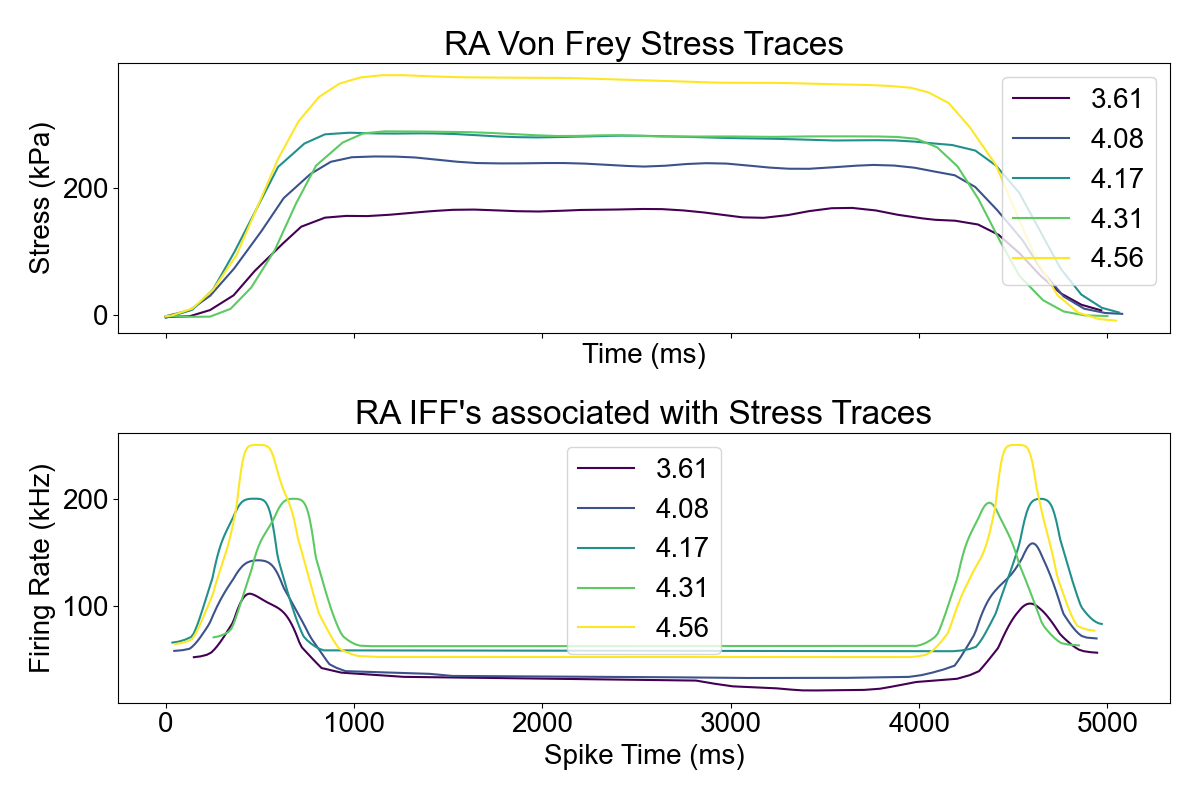 RA Von Frey Stress Traces
Stress (kPa)
200
0
3.61
4.08
4.17
4.31
4.56
Time (ms)
RA IFF's associated with Stress Traces
Firing Rate (kHz)
200
100
3.61
4.08
4.17
4.31
4.56
0 1000 2000 3000 4000 5000
Spike Time (ms)